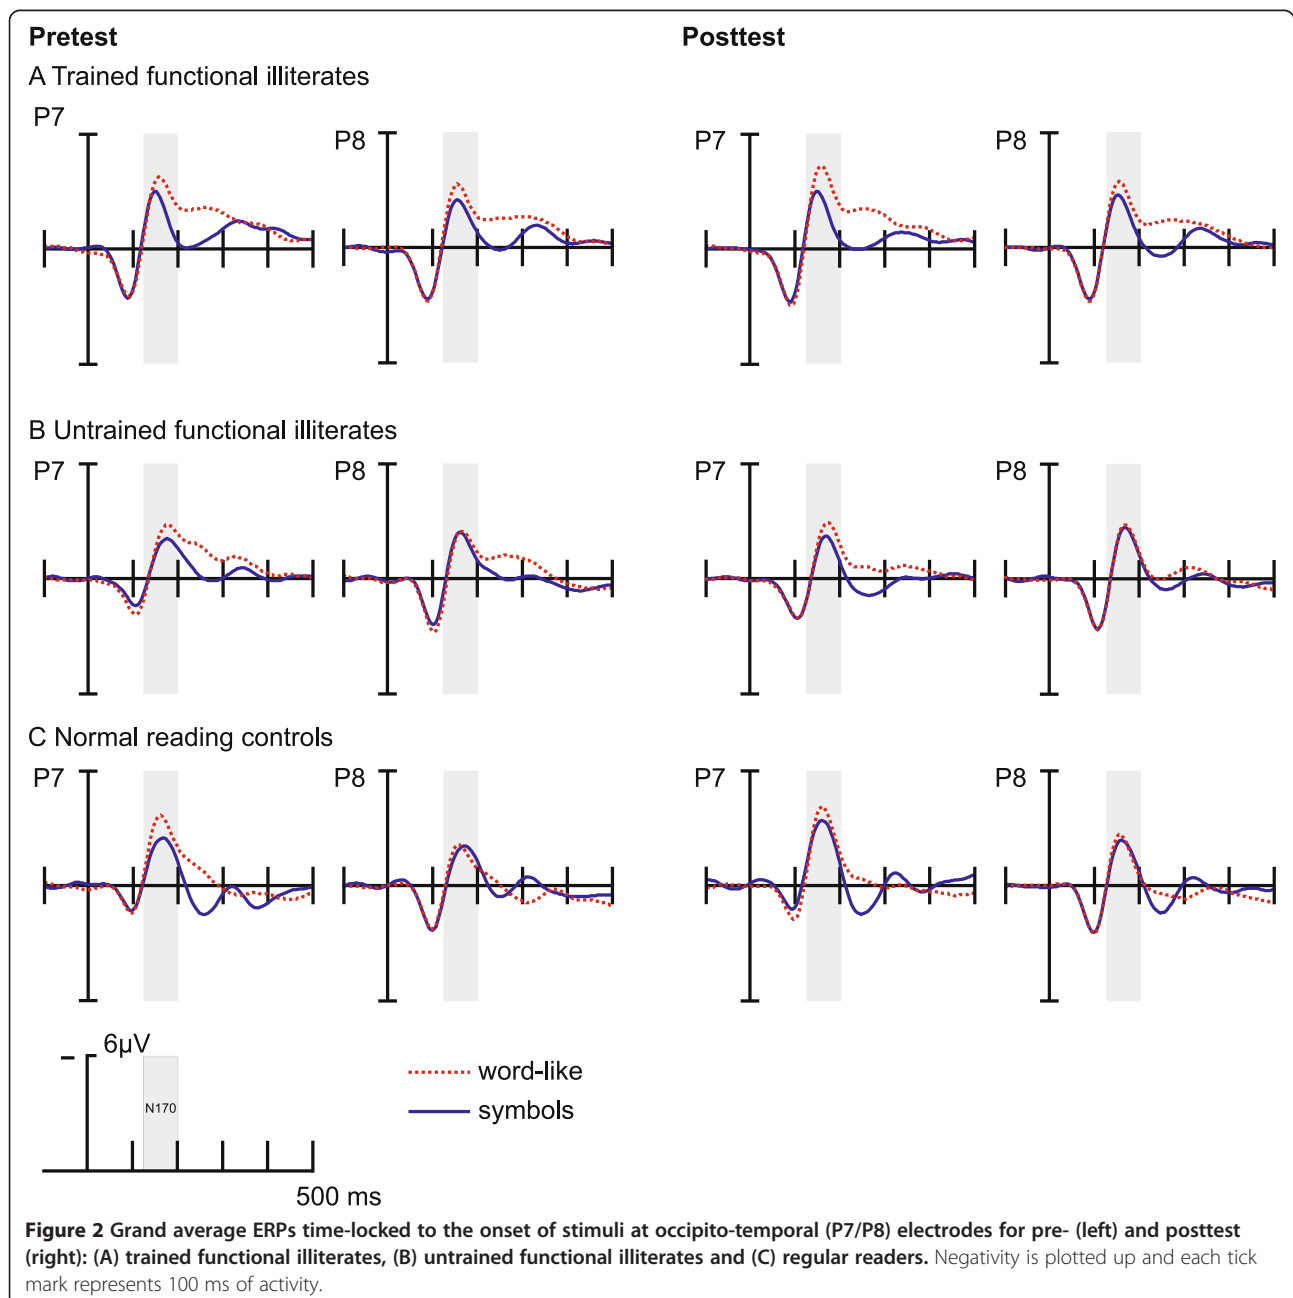 Pretest Posttest
A Trained functional illiterates
P7 P8 P7 P8
B Untrained functional illiterates
P7 P8 P7 P8
C Normal reading controls
P7 P8 P7 P8
– 6µV
N170
500 ms
word-like
symbols
Figure 2 Grand average ERPs time-locked to the onset of stimuli at occipito-temporal (P7/P8) electrodes for pre- (left) and posttest
(right): (A) trained functional illiterates, (B) untrained functional illiterates and (C) regular readers. Negativity is plotted up and each tick
mark represents 100 ms of activity.